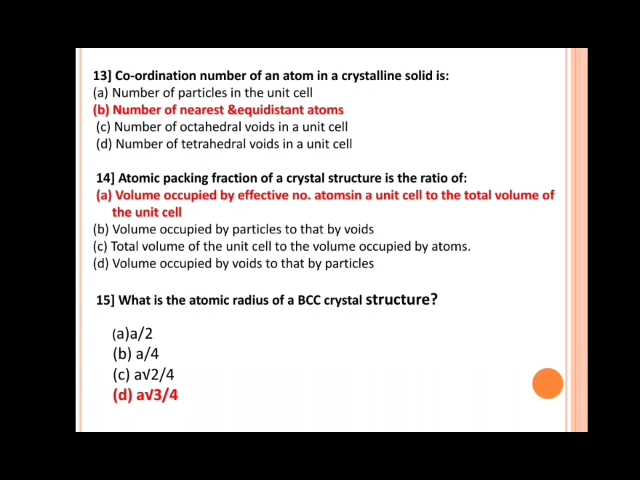 13] Co-ordination number of an atom in a crystalline solid is:
(a) Number of particles in the unit cell
(b) Number of nearest &equidistant atoms
(c) Number of octahedral voids in a unit cell
(d) Number of tetrahedral voids in a unit cell
14] Atomic packing fraction of a crystal structure is the ratio of:
(a) Volume occupied by effective no. atomsin a unit cell to the total volume of
the unit cell
(b) Volume occupied by particles to that by voids
(c) Total volume of the unit cell to the volume occupied by atoms.
(d) Volume occupied by voids to that by particles
15] What is the atomic radius of a BCC crystal structure?
(a)a/2
(b) a/4
(c) a√2/4
(d) a√3/4